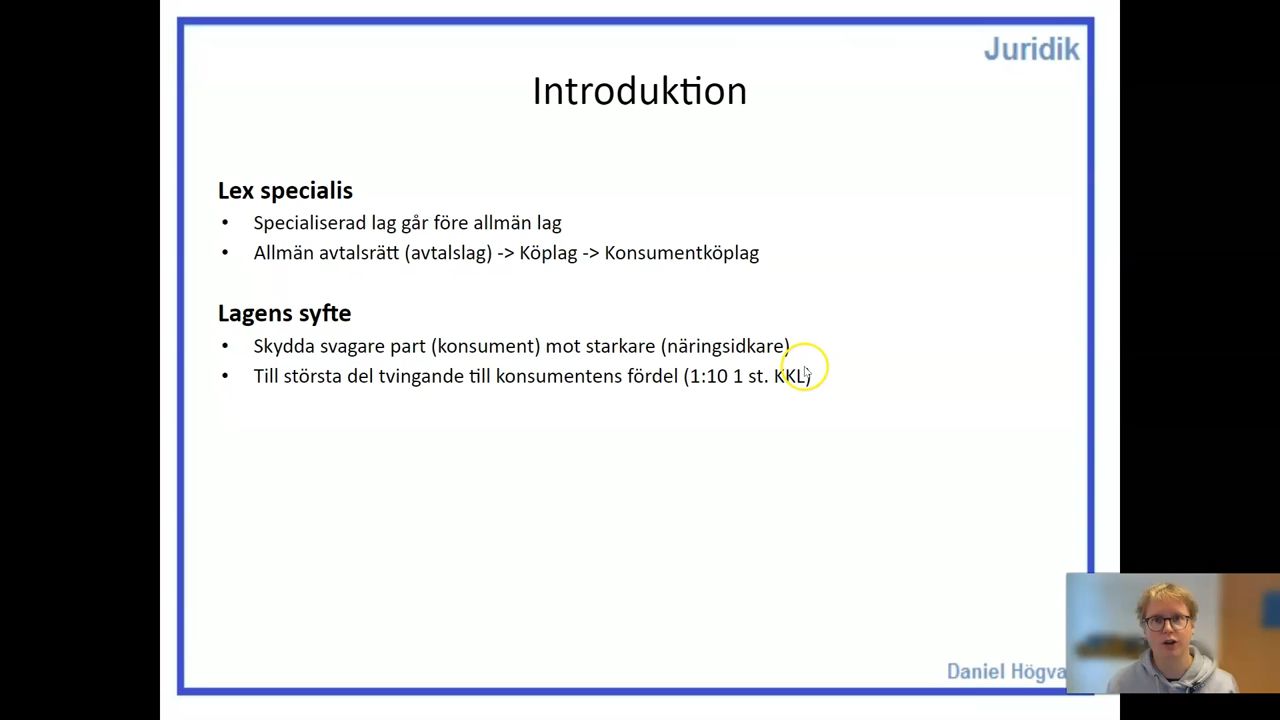 Juridik
Introduktion
Lex specialis
• Specialiserad lag går före allmän lag
• Allmän avtalsrätt (avtalslag) -> Köplag -> Konsumentköplag
Lagens syfte
• Skydda svagare part (konsument) mot starkare (näringsidkare)
• Till största del tvingande till konsumentens fördel (1:10 1 st. KKL)
Daniel